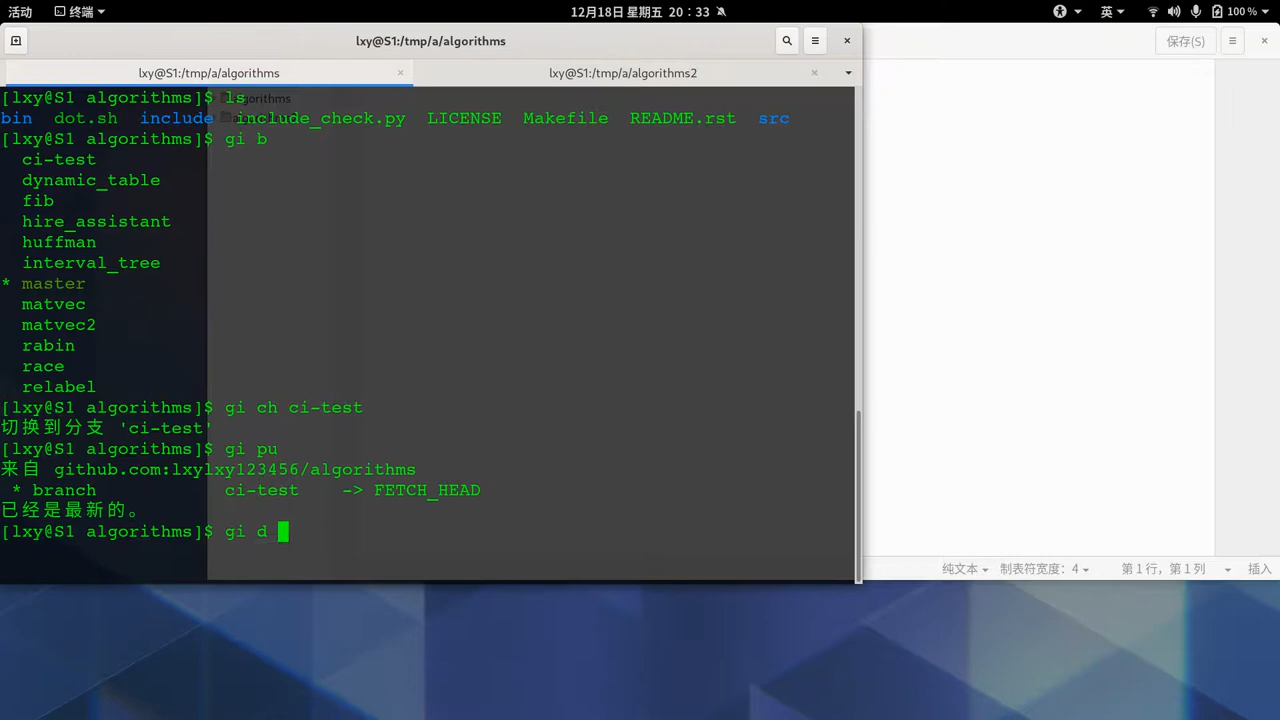 活动 终端 12月18日 星期五 20：33 英 100 %
lxy@S1:/tmp/a/algorithms 保存(S)
lxy@S1:/tmp/a/algorithms lxy@S1:/tmp/a/algorithms2
[lxy@S1 algorithms]$ ls
bin dot.sh include include_check.py LICENSE Makefile README.rst src
[lxy@S1 algorithms]$ gi b
ci-test
dynamic_table
fib
hire_assistant
huffman
interval_tree
* master
matvec
matvec2
rabin
race
relabel
[lxy@S1 algorithms]$ gi ch ci-test
切换到分支 'ci-test'
[lxy@S1 algorithms]$ gi pu
来自 github.com:lxylxy123456/algorithms
* branch ci-test -> FETCH_HEAD
已经是最新的。
[lxy@S1 algorithms]$ gi d
纯文本 制表符宽度：4 第 1 行，第 1 列 插入